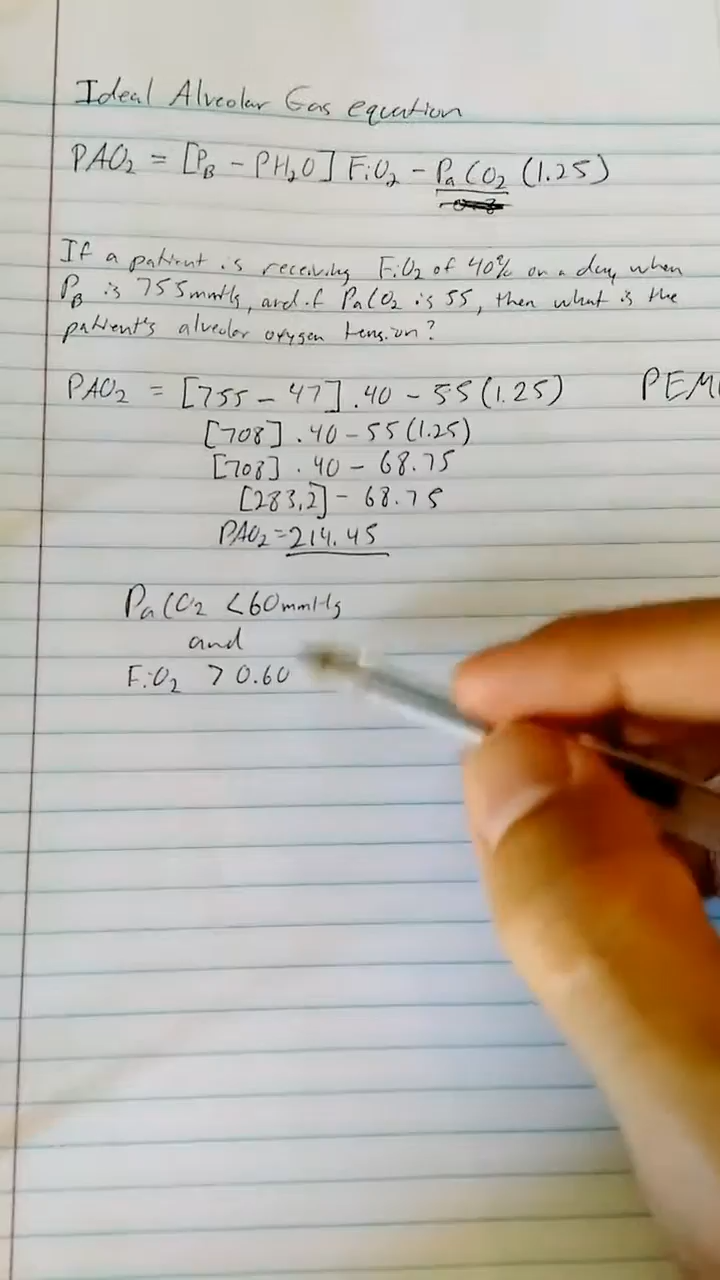 Ideal Alveolar Gas equation
PAO₂ = [P_B - PH₂O] FiO₂ - PaCO₂ (1.25)
If a patient is receiving FiO₂ of 40% on a day when
P_B is 755mmHg, and if PaCO₂ is 55, then what is the
patient's alveolar oxygen tension?
PAO₂ = [755 - 47] .40 - 55 (1.25)
PEM
[708] .40 - 55 (1.25)
[708] .40 - 68.75
[283.2] - 68.75
PAO₂ = 214.45
PaCO₂ < 60mmHg
and
FiO₂ > 0.60